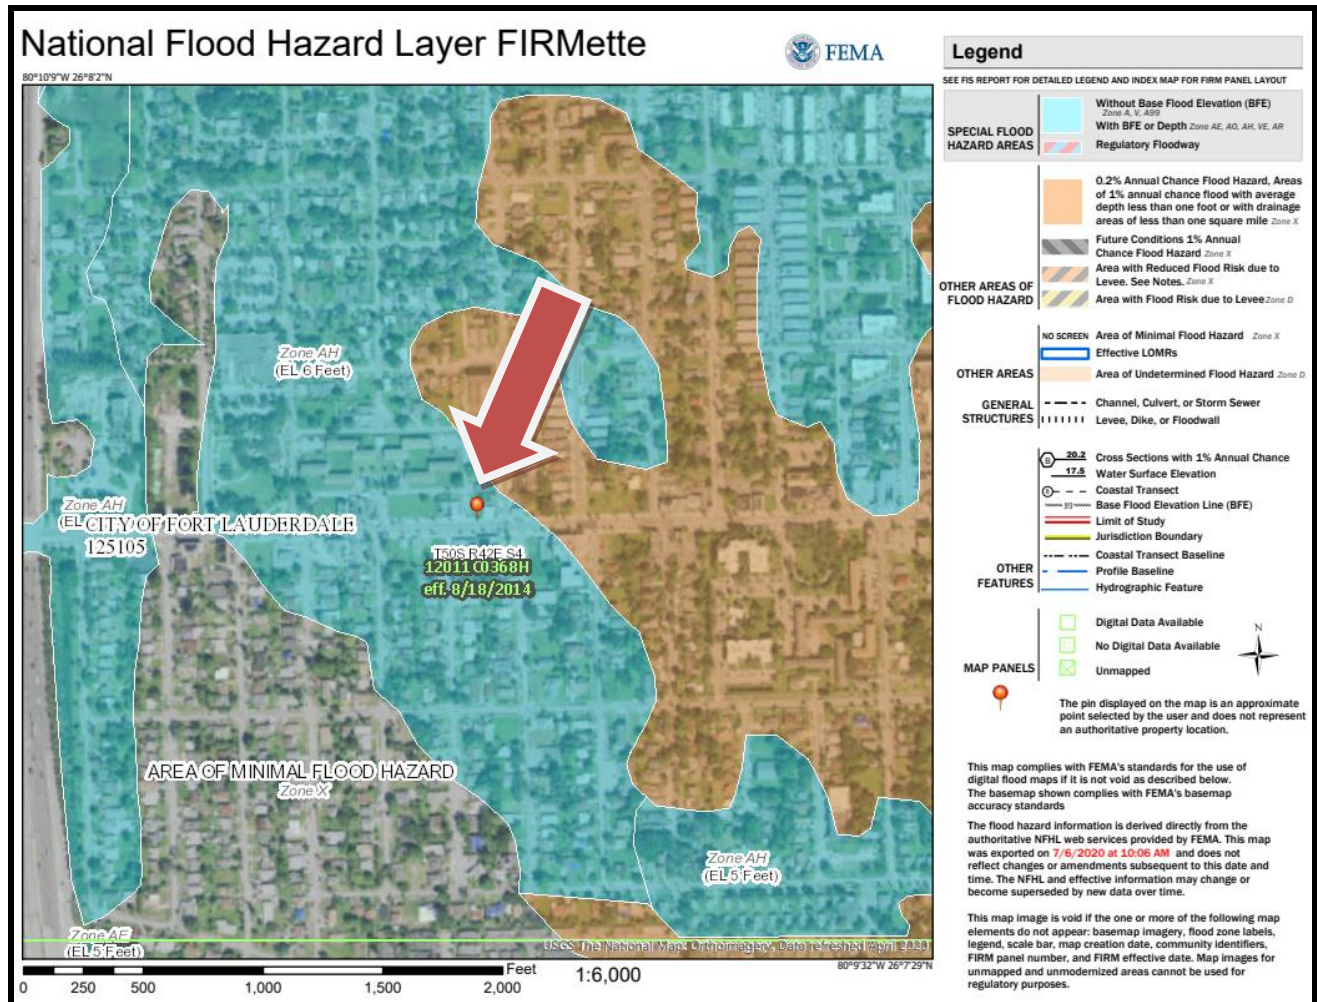 National Flood Hazard Layer FIRMette
FEMA
80°10'9"W 26°8'2"N
Zone AH
(EL 6 Feet)
Zone AH
(EL
CITY OF FORT LAUDERDALE
125105
T50S R42E S4
12011C0368H
eff. 8/18/2014
AREA OF MINIMAL FLOOD HAZARD
Zone X
Zone AH
(EL 5 Feet)
Zone AE
(EL 5 Feet)
USGS The National Map: Orthoimagery. Data refreshed April 2020
80°9'32"W 26°7'29"N
0 250 500 1,000 1,500 2,000 Feet 1:6,000
Legend
SEE FIS REPORT FOR DETAILED LEGEND AND INDEX MAP FOR FIRM PANEL LAYOUT
SPECIAL FLOOD
HAZARD AREAS
Without Base Flood Elevation (BFE)
Zone A, V, A99
With BFE or Depth Zone AE, AO, AH, VE, AR
Regulatory Floodway
OTHER AREAS OF
FLOOD HAZARD
0.2% Annual Chance Flood Hazard, Areas
of 1% annual chance flood with average
depth less than one foot or with drainage
areas of less than one square mile Zone X
Future Conditions 1% Annual
Chance Flood Hazard Zone X
Area with Reduced Flood Risk due to
Levee. See Notes. Zone X
Area with Flood Risk due to Levee Zone D
OTHER AREAS
NO SCREEN Area of Minimal Flood Hazard Zone X
Effective LOMRs
Area of Undetermined Flood Hazard Zone D
GENERAL
STRUCTURES
Channel, Culvert, or Storm Sewer
Levee, Dike, or Floodwall
OTHER
FEATURES
B 20.2 Cross Sections with 1% Annual Chance
17.5 Water Surface Elevation
8 Coastal Transect
513 Base Flood Elevation Line (BFE)
Limit of Study
Jurisdiction Boundary
Coastal Transect Baseline
Profile Baseline
Hydrographic Feature
MAP PANELS
Digital Data Available
No Digital Data Available
Unmapped
N
The pin displayed on the map is an approximate
point selected by the user and does not represent
an authoritative property location.
This map complies with FEMA's standards for the use of
digital flood maps if it is not void as described below.
The basemap shown complies with FEMA's basemap
accuracy standards
The flood hazard information is derived directly from the
authoritative NFHL web services provided by FEMA. This map
was exported on 7/6/2020 at 10:06 AM and does not
reflect changes or amendments subsequent to this date and
time. The NFHL and effective information may change or
become superseded by new data over time.
This map image is void if the one or more of the following map
elements do not appear: basemap imagery, flood zone labels,
legend, scale bar, map creation date, community identifiers,
FIRM panel number, and FIRM effective date. Map images for
unmapped and unmodernized areas cannot be used for
regulatory purposes.